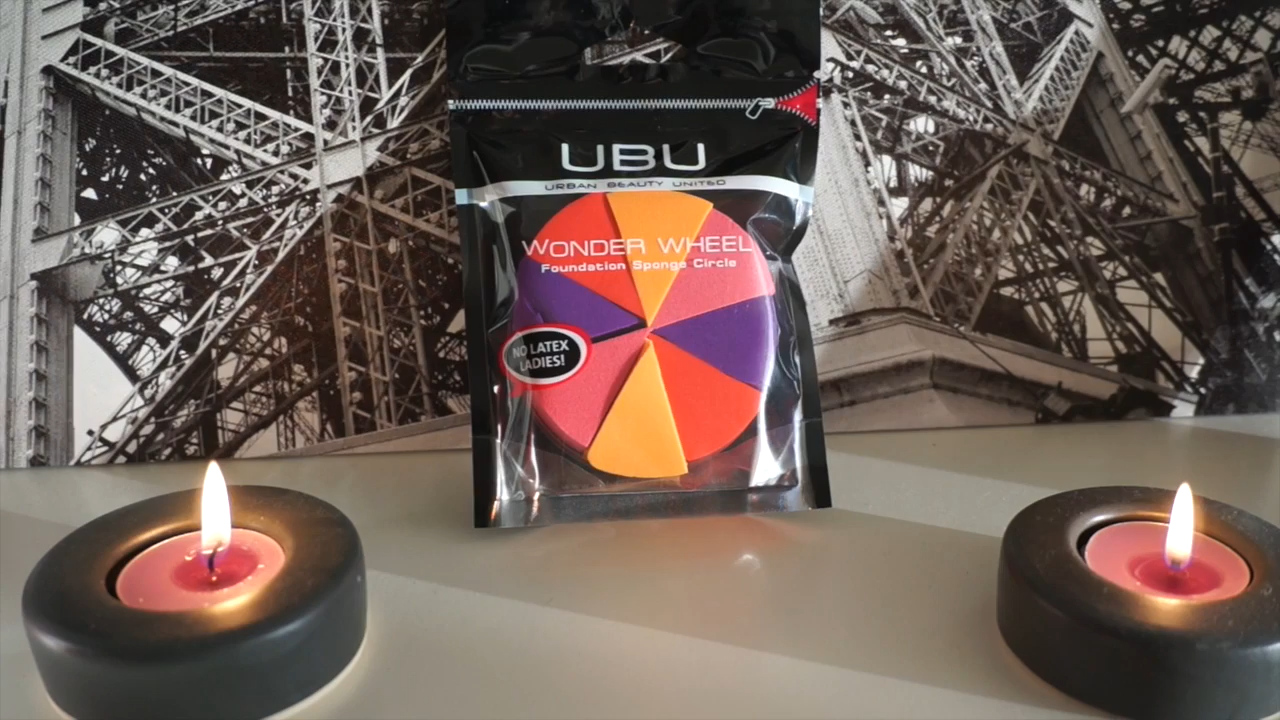 UBU
URBAN BEAUTY UNITED
WONDER WHEEL
Foundation Sponge Circle
NO LATEX
LADIES!